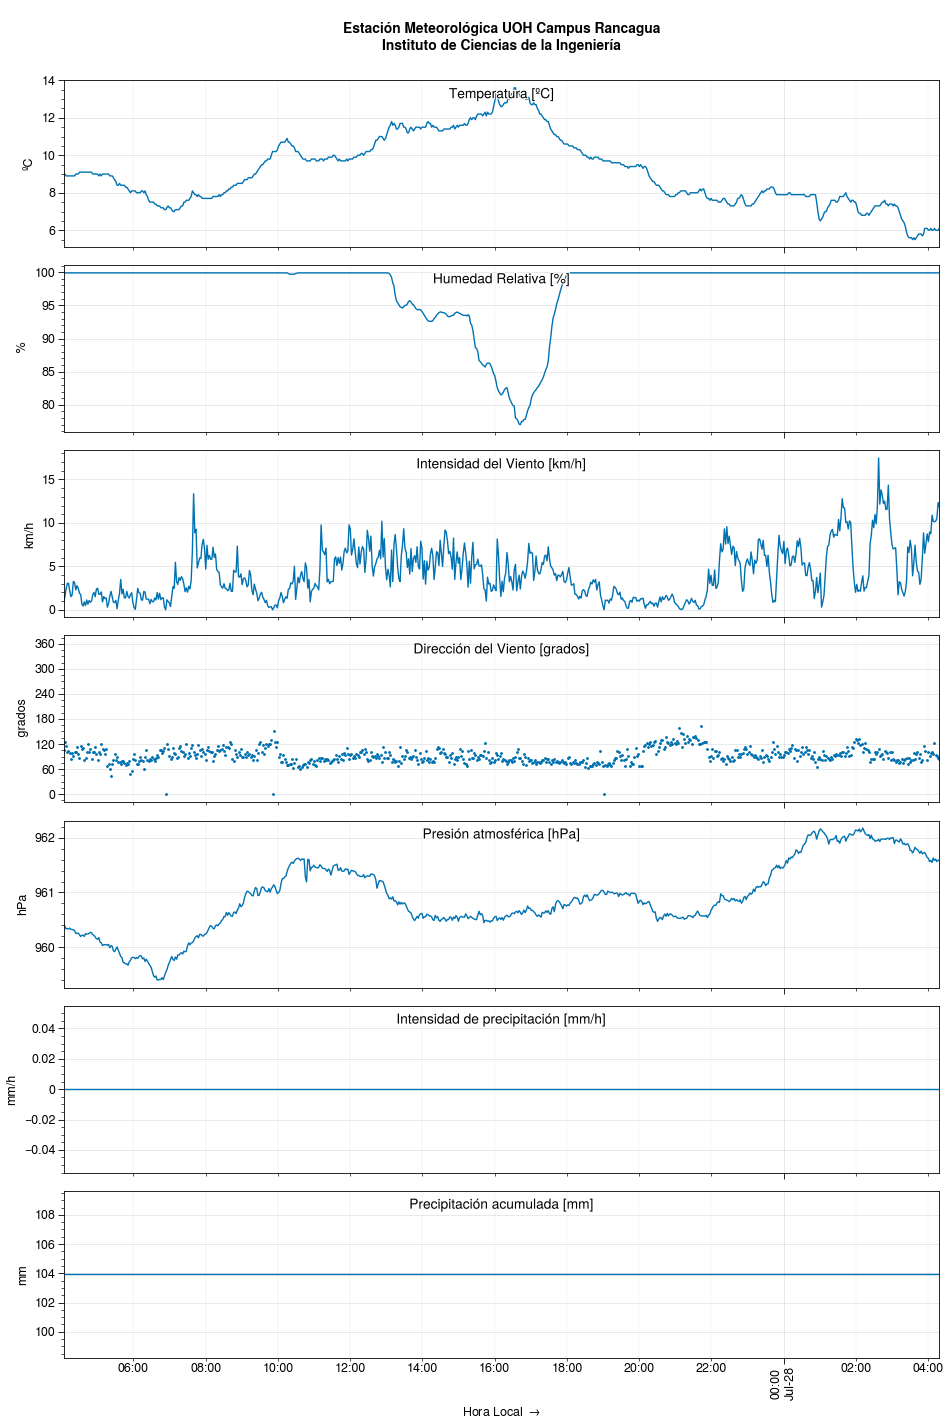 Estación Meteorológica UOH Campus Rancagua
Instituto de Ciencias de la Ingeniería
Temperatura [ºC]
ºC
14
12
10
8
6
Humedad Relativa [%]
%
100
95
90
85
80
Intensidad del Viento [km/h]
km/h
15
10
5
0
Dirección del Viento [grados]
grados
360
300
240
180
120
60
0
Presión atmosférica [hPa]
hPa
962
961
960
Intensidad de precipitación [mm/h]
mm/h
0.04
0.02
0
−0.02
−0.04
Precipitación acumulada [mm]
mm
108
106
104
102
100
06:00 08:00 10:00 12:00 14:00 16:00 18:00 20:00 22:00 00:00 02:00 04:00
Jul-28
Hora Local →